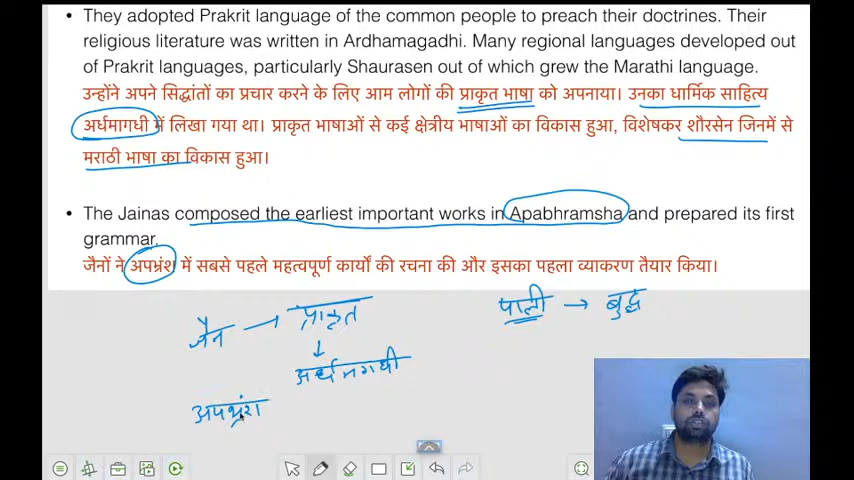 • They adopted Prakrit language of the common people to preach their doctrines. Their
religious literature was written in Ardhamagadhi. Many regional languages developed out
of Prakrit languages, particularly Shaurasen out of which grew the Marathi language.
उन्होंने अपने सिद्धांतों का प्रचार करने के लिए आम लोगों की प्राकृत भाषा को अपनाया। उनका धार्मिक साहित्य
अर्धमागधी में लिखा गया था। प्राकृत भाषाओं से कई क्षेत्रीय भाषाओं का विकास हुआ, विशेषकर शौरसेन जिनमें से
मराठी भाषा का विकास हुआ।
• The Jainas composed the earliest important works in Apabhramsha and prepared its first
grammar.
जैनों ने अपभ्रंश में सबसे पहले महत्वपूर्ण कार्यों की रचना की और इसका पहला व्याकरण तैयार किया।
जैन → प्राकृत पाली → बुद्ध
↓
अर्धमगधी
अपभ्रंश